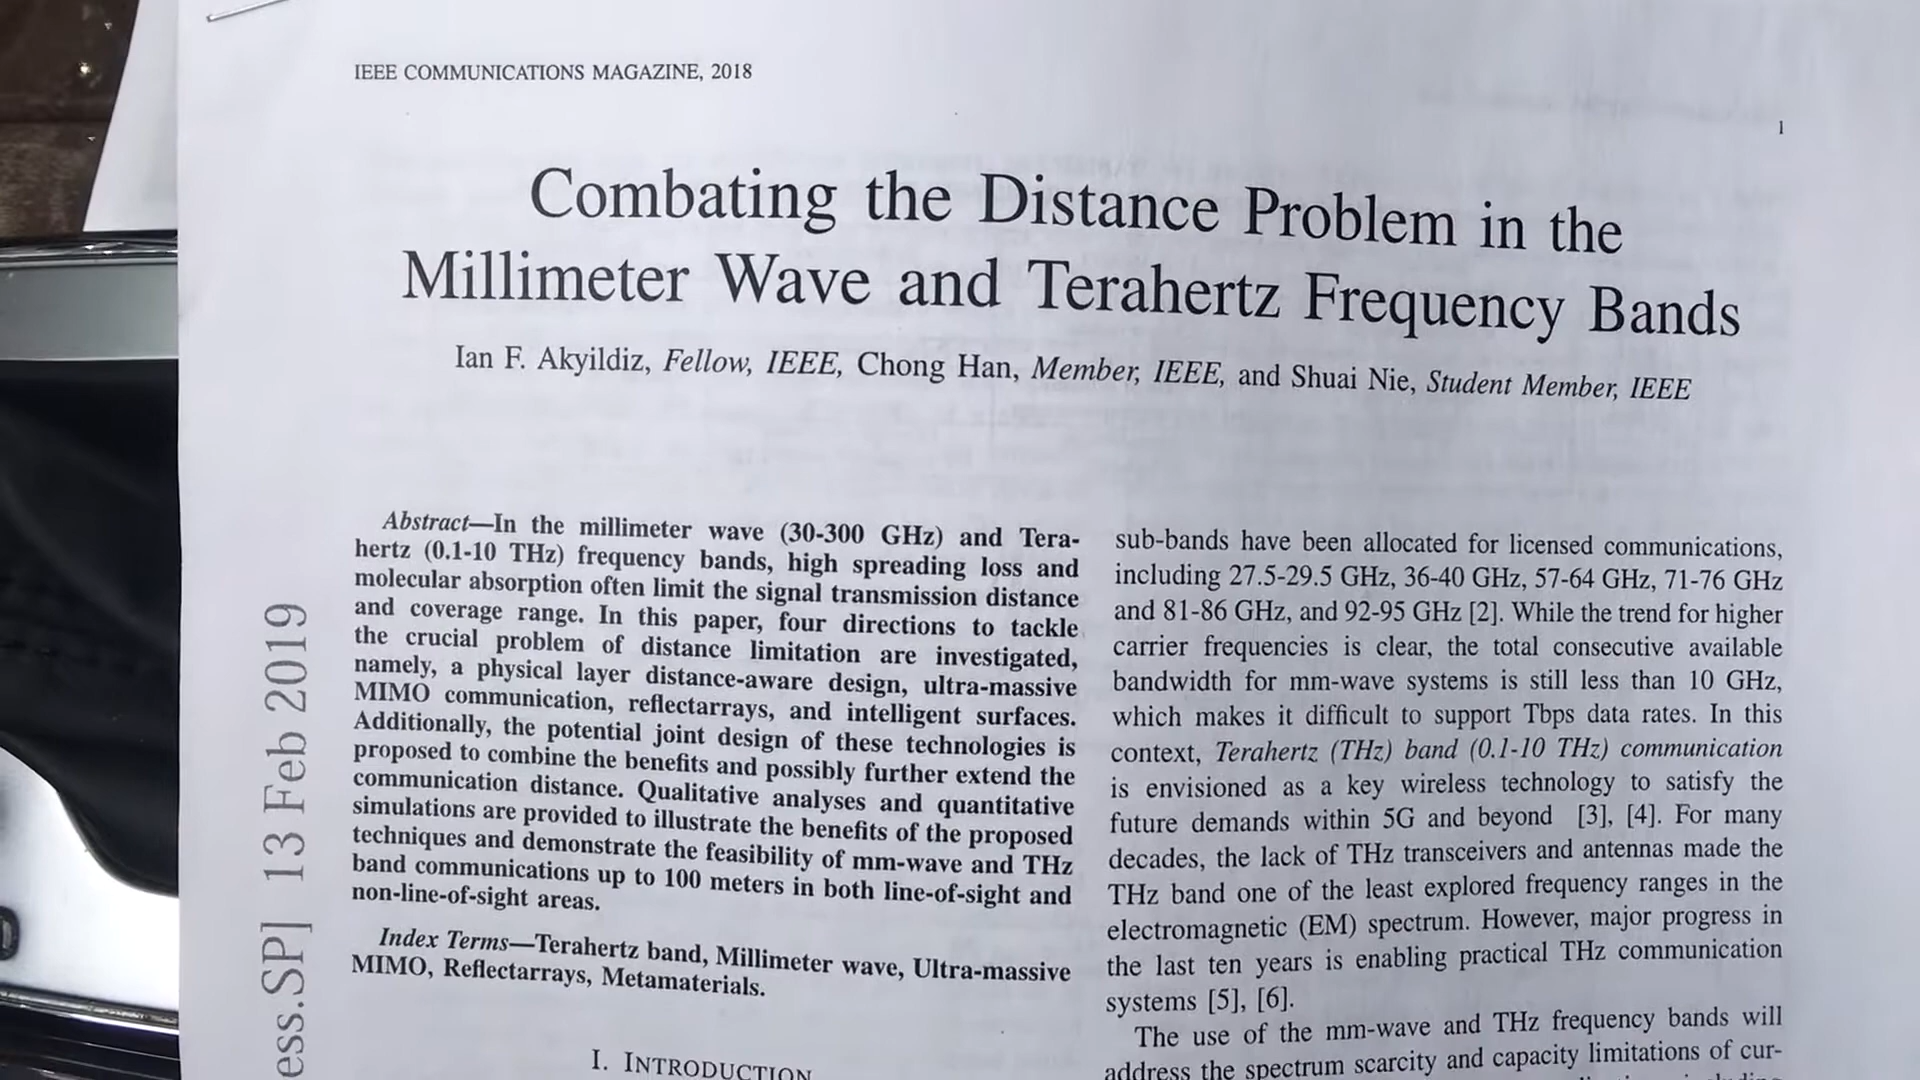 IEEE COMMUNICATIONS MAGAZINE, 2018
1
Combating the Distance Problem in the
Millimeter Wave and Terahertz Frequency Bands
Ian F. Akyildiz, Fellow, IEEE, Chong Han, Member, IEEE, and Shuai Nie, Student Member, IEEE
Abstract—In the millimeter wave (30-300 GHz) and Tera-
hertz (0.1-10 THz) frequency bands, high spreading loss and
molecular absorption often limit the signal transmission distance
and coverage range. In this paper, four directions to tackle
the crucial problem of distance limitation are investigated,
namely, a physical layer distance-aware design, ultra-massive
MIMO communication, reflectarrays, and intelligent surfaces.
Additionally, the potential joint design of these technologies is
proposed to combine the benefits and possibly further extend the
communication distance. Qualitative analyses and quantitative
simulations are provided to illustrate the benefits of the proposed
techniques and demonstrate the feasibility of mm-wave and THz
band communications up to 100 meters in both line-of-sight and
non-line-of-sight areas.
Index Terms—Terahertz band, Millimeter wave, Ultra-massive
MIMO, Reflectarrays, Metamaterials.
I. INTRODUCTION
sub-bands have been allocated for licensed communications,
including 27.5-29.5 GHz, 36-40 GHz, 57-64 GHz, 71-76 GHz
and 81-86 GHz, and 92-95 GHz [2]. While the trend for higher
carrier frequencies is clear, the total consecutive available
bandwidth for mm-wave systems is still less than 10 GHz,
which makes it difficult to support Tbps data rates. In this
context, Terahertz (THz) band (0.1-10 THz) communication
is envisioned as a key wireless technology to satisfy the
future demands within 5G and beyond [3], [4]. For many
decades, the lack of THz transceivers and antennas made the
THz band one of the least explored frequency ranges in the
electromagnetic (EM) spectrum. However, major progress in
the last ten years is enabling practical THz communication
systems [5], [6].
The use of the mm-wave and THz frequency bands will
address the spectrum scarcity and capacity limitations of cur-
ess.SP] 13 Feb 2019